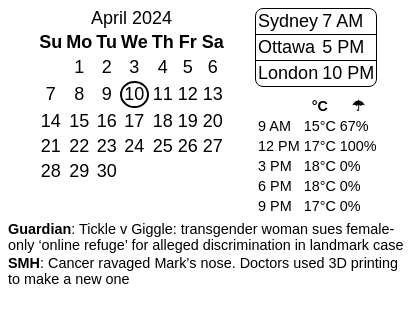 April 2024
Su Mo Tu We Th Fr Sa
1 2 3 4 5 6
7 8 9 10 11 12 13
14 15 16 17 18 19 20
21 22 23 24 25 26 27
28 29 30
Sydney 7 AM
Ottawa 5 PM
London 10 PM
°C ☂
9 AM 15°C 67%
12 PM 17°C 100%
3 PM 18°C 0%
6 PM 18°C 0%
9 PM 17°C 0%
Guardian: Tickle v Giggle: transgender woman sues female-
only ‘online refuge’ for alleged discrimination in landmark case
SMH: Cancer ravaged Mark’s nose. Doctors used 3D printing
to make a new one